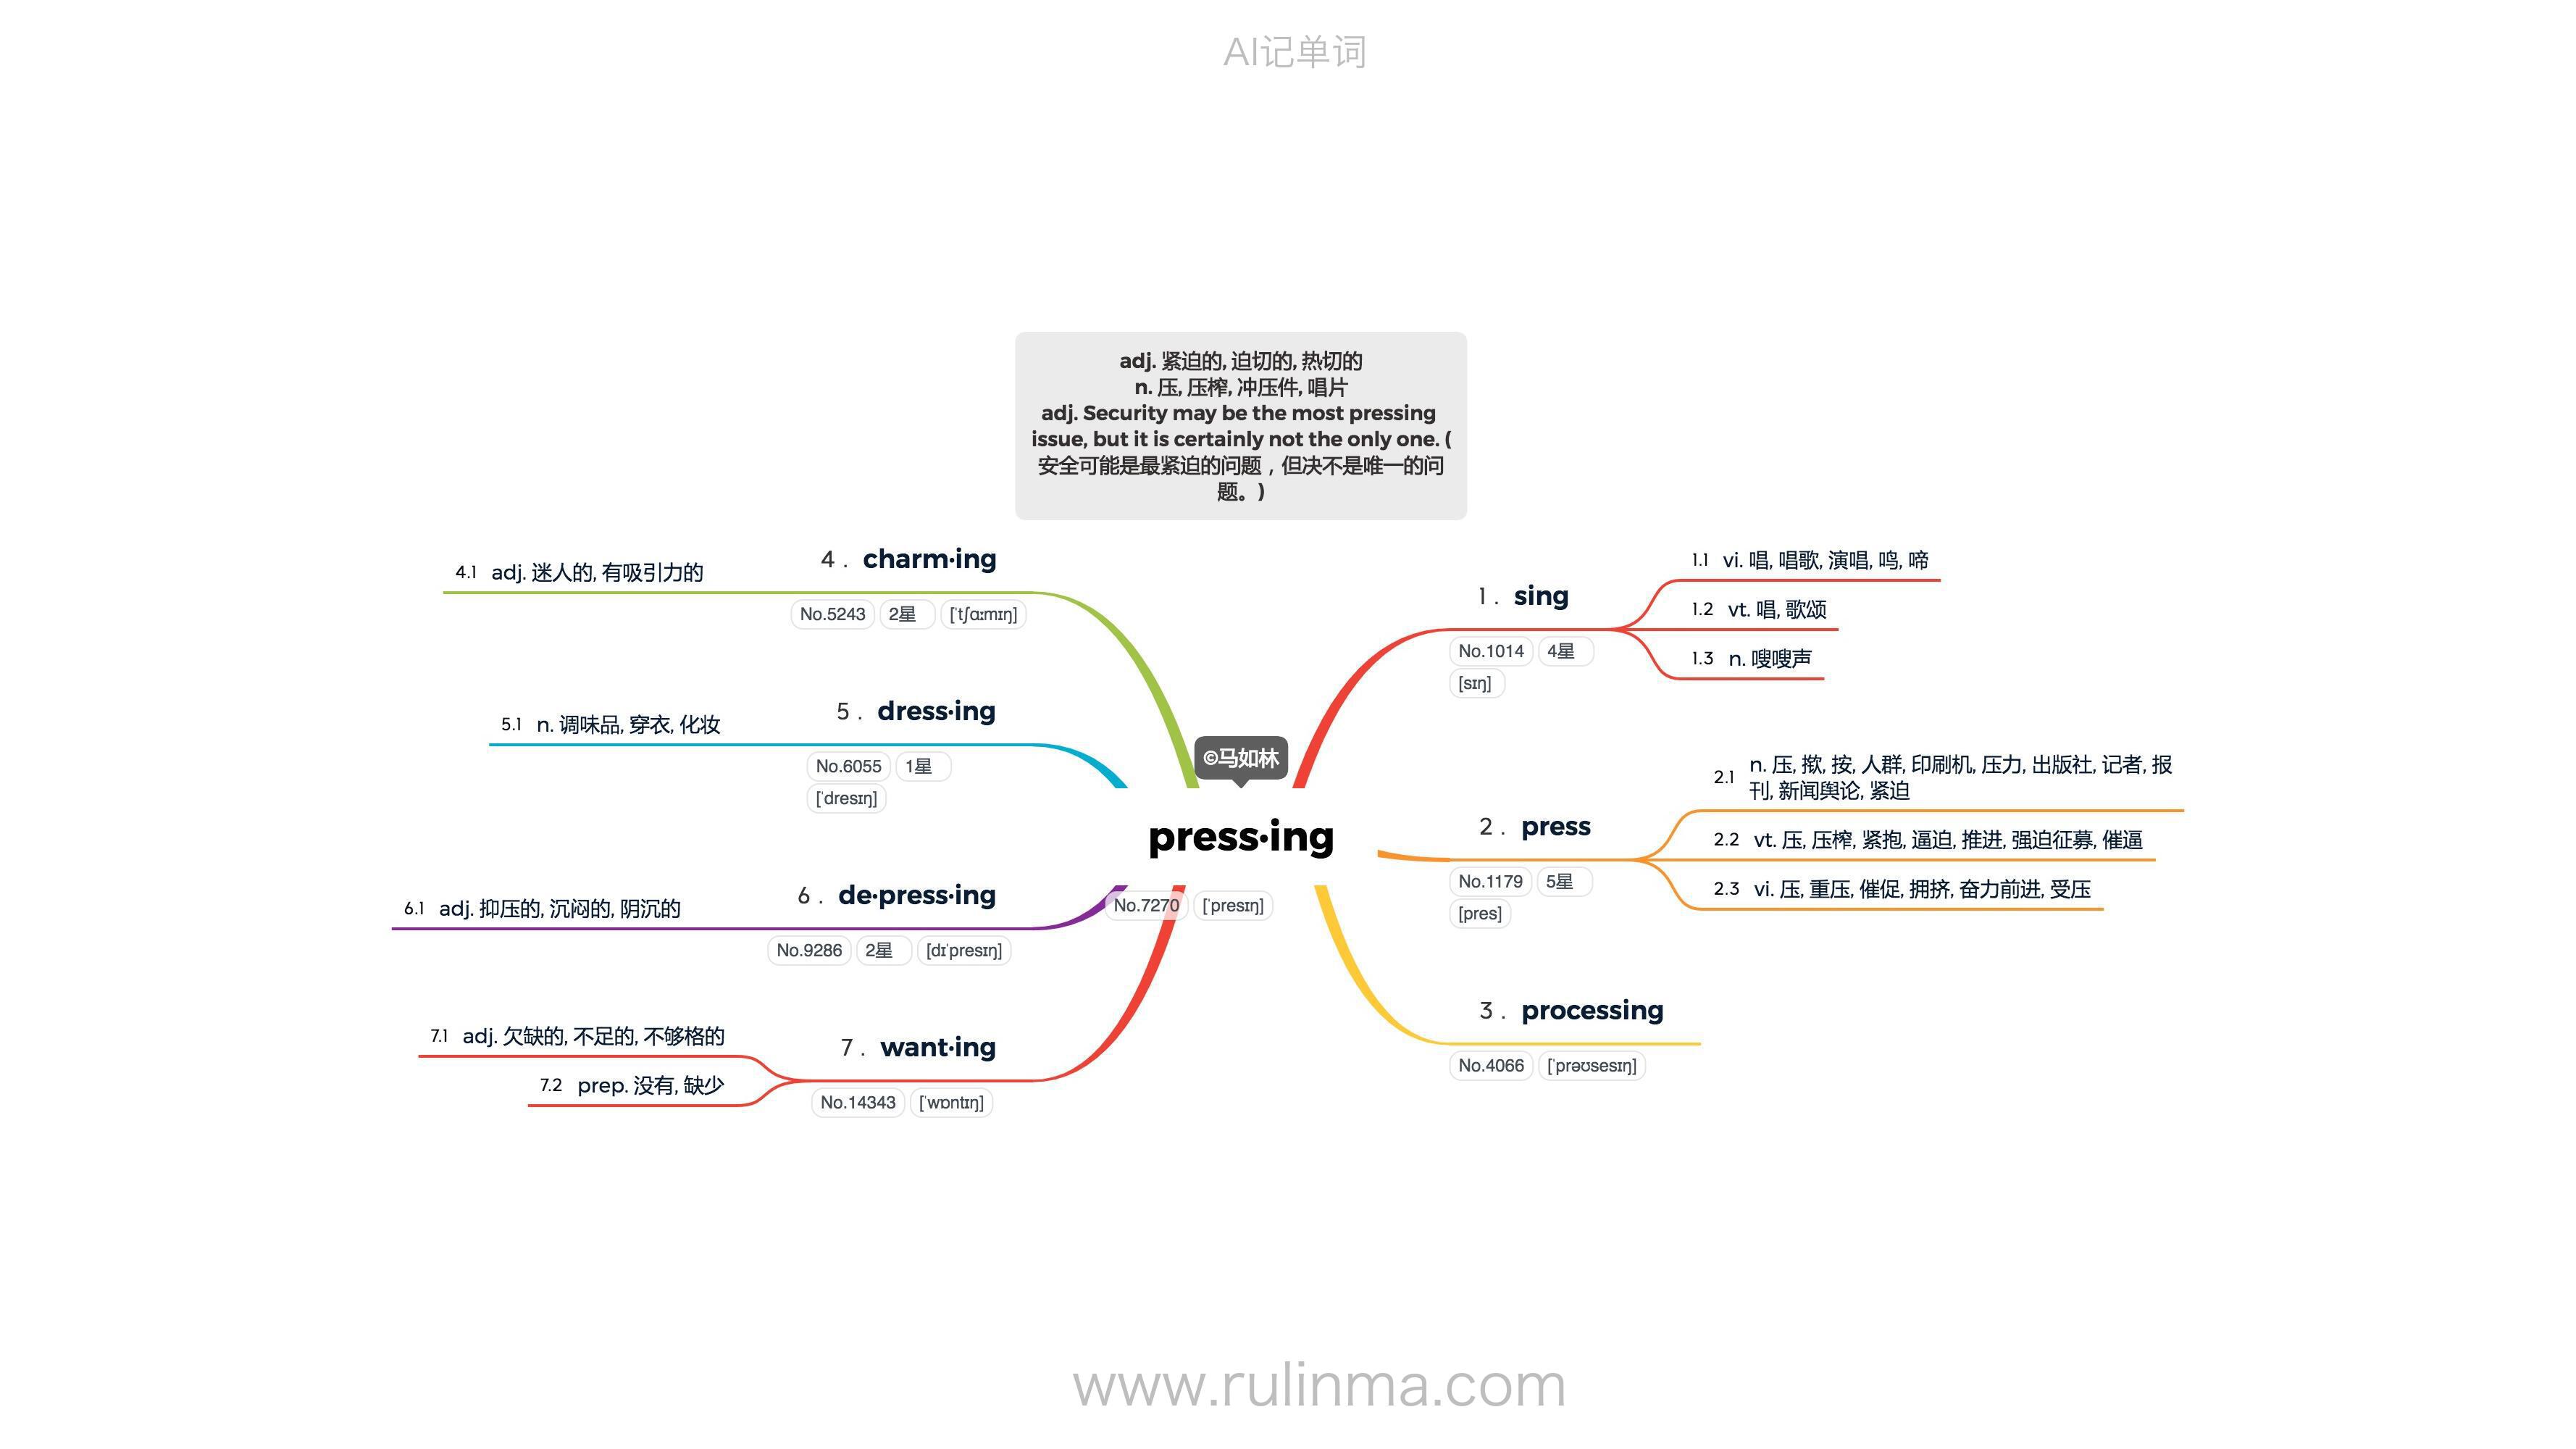 AI记单词
adj. 紧迫的, 迫切的, 热切的
n. 压, 压榨, 冲压件, 唱片
adj. Security may be the most pressing
issue, but it is certainly not the only one. (
安全可能是最紧迫的问题，但决不是唯一的问
题。)
©马如林
press·ing
No.7270 [ˈpresɪŋ]
1 . sing
No.1014 4星
[sɪŋ]
1.1 vi. 唱, 唱歌, 演唱, 鸣, 啼
1.2 vt. 唱, 歌颂
1.3 n. 嗖嗖声
2 . press
No.1179 5星
[pres]
2.1 n. 压, 揿, 按, 人群, 印刷机, 压力, 出版社, 记者, 报
刊, 新闻舆论, 紧迫
2.2 vt. 压, 压榨, 紧抱, 逼迫, 推进, 强迫征募, 催逼
2.3 vi. 压, 重压, 催促, 拥挤, 奋力前进, 受压
3 . processing
No.4066 [ˈprəʊsesɪŋ]
4 . charm·ing
No.5243 2星 [ˈtʃɑːmɪŋ]
4.1 adj. 迷人的, 有吸引力的
5 . dress·ing
No.6055 1星
[ˈdresɪŋ]
5.1 n. 调味品, 穿衣, 化妆
6 . de·press·ing
No.9286 2星 [dɪˈpresɪŋ]
6.1 adj. 抑压的, 沉闷的, 阴沉的
7 . want·ing
No.14343 [ˈwɒntɪŋ]
7.1 adj. 欠缺的, 不足的, 不够格的
7.2 prep. 没有, 缺少
www.rulinma.com